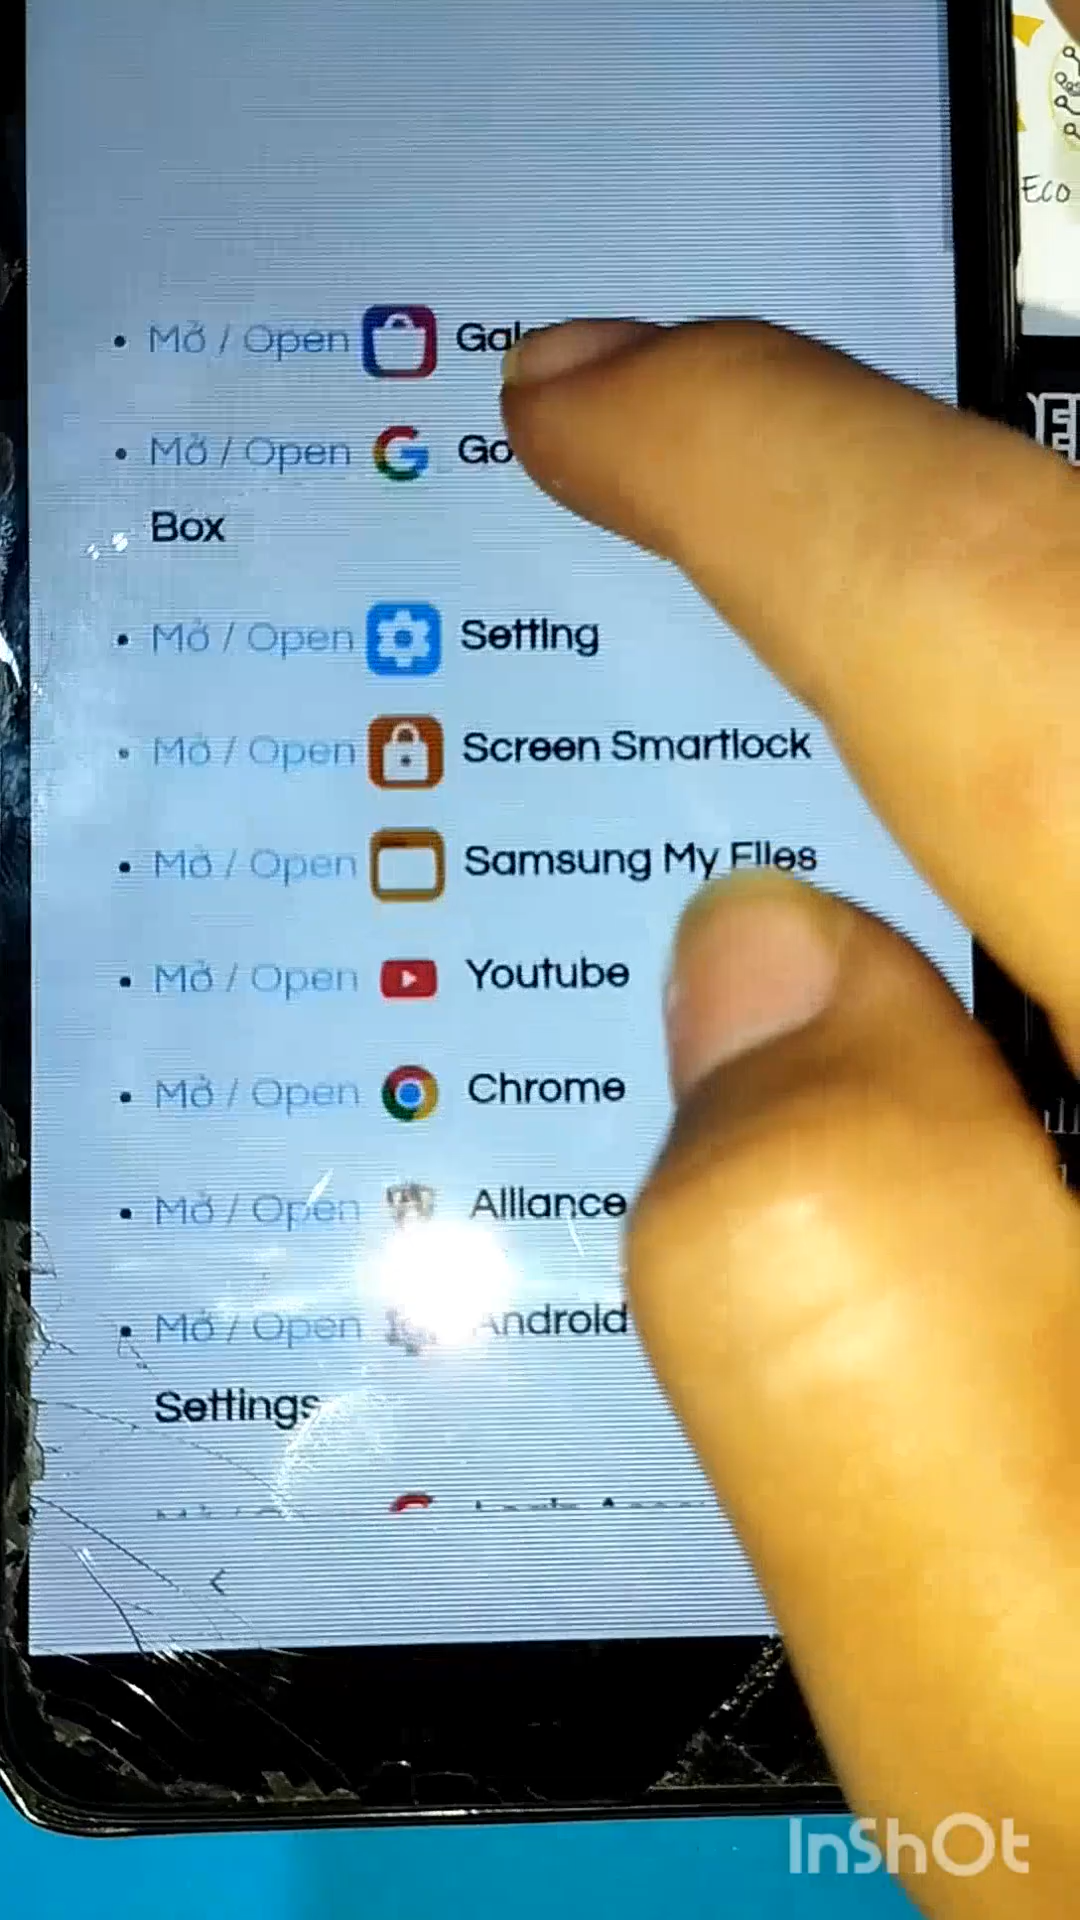 Mở / Open
Mở / Open
Box
Mở / Open Setting
Mở / Open Screen Smartlock
Mở / Open Samsung My Files
Mở / Open Youtube
Mở / Open Chrome
Mở / Open Alliance
Mở / Open Android
Settings
<
Eco
InShOt